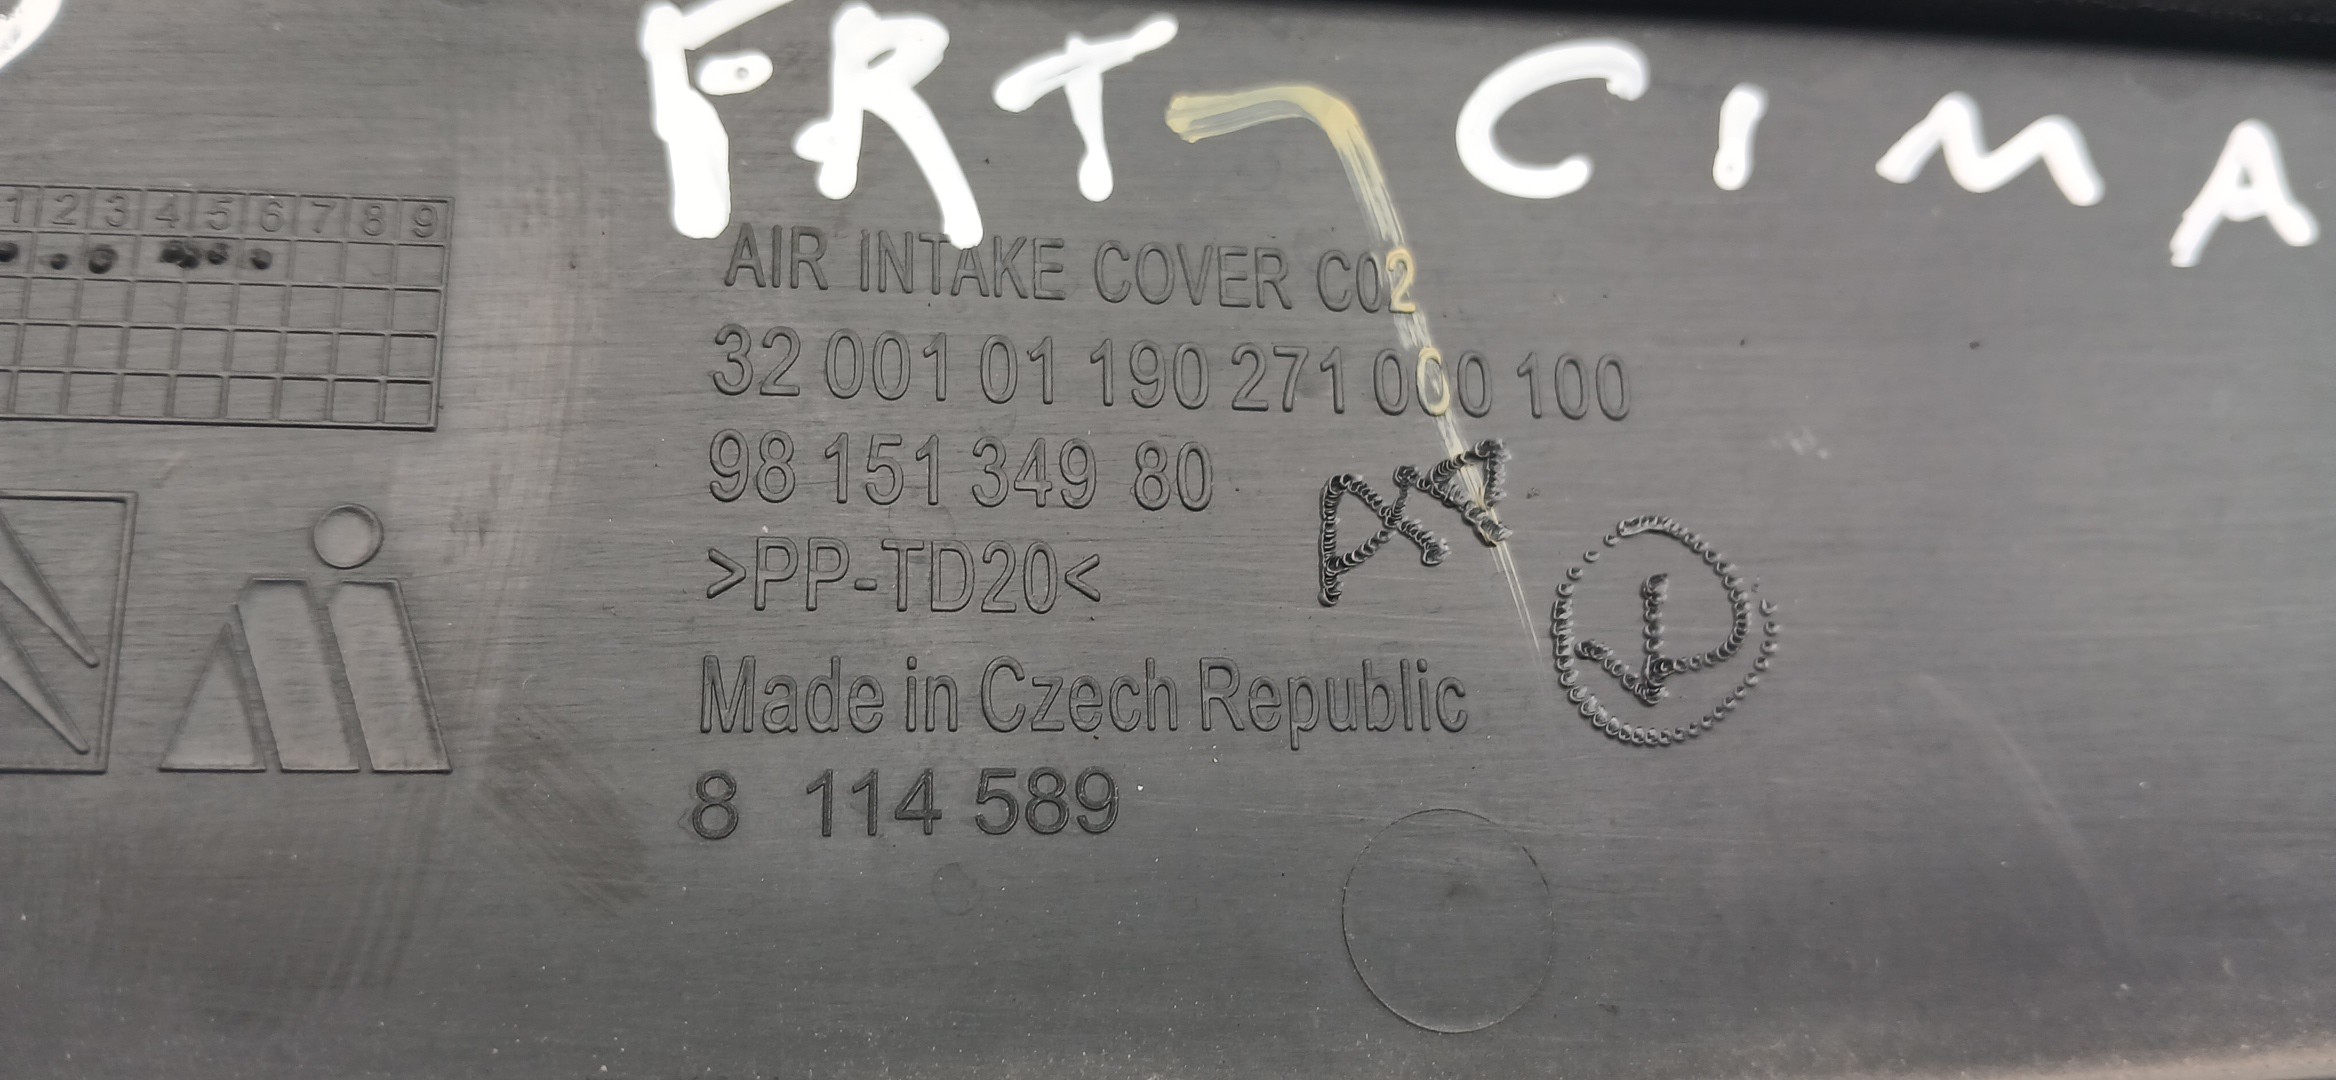 FRT CIMA
1 2 3 4 5 6 7 8 9
AIR INTAKE COVER C02
32 001 01 190 271 000 100
98 151 349 80
>PP-TD20<
Made in Czech Republic
8 114 589